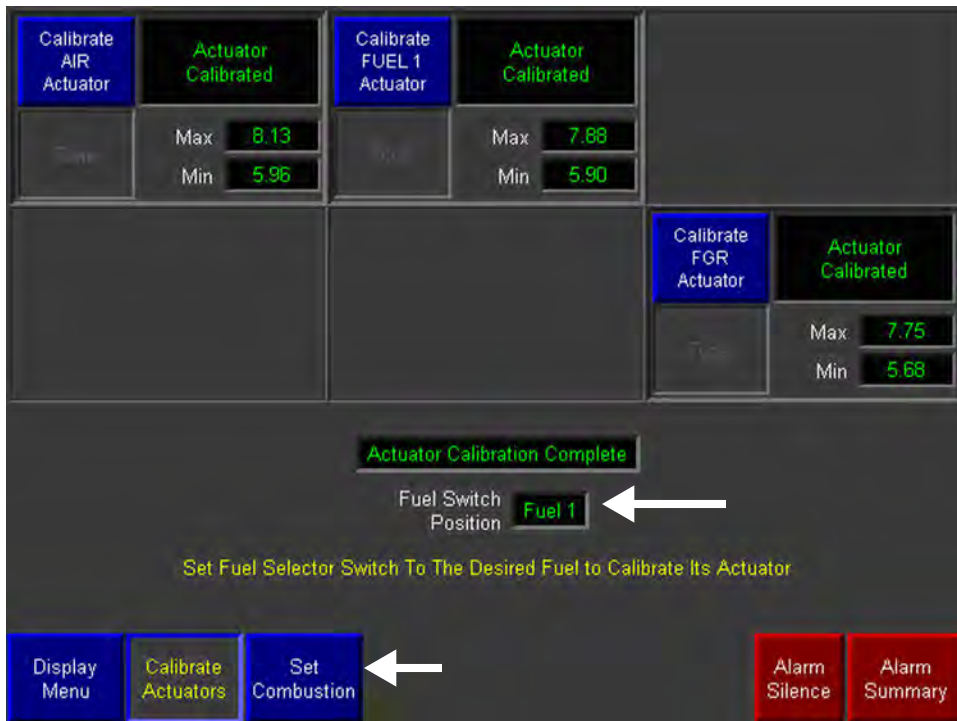 Calibrate
AIR
Actuator
Actuator
Calibrated
Calibrate
FUEL 1
Actuator
Actuator
Calibrated
Max 8.13
Min 5.96
Max 7.88
Min 5.90
Calibrate
FGR
Actuator
Actuator
Calibrated
Max 7.75
Min 5.68
Actuator Calibration Complete
Fuel Switch
Position
Fuel 1
Set Fuel Selector Switch To The Desired Fuel to Calibrate Its Actuator
Display
Menu
Calibrate
Actuators
Set
Combustion
Alarm
Silence
Alarm
Summary